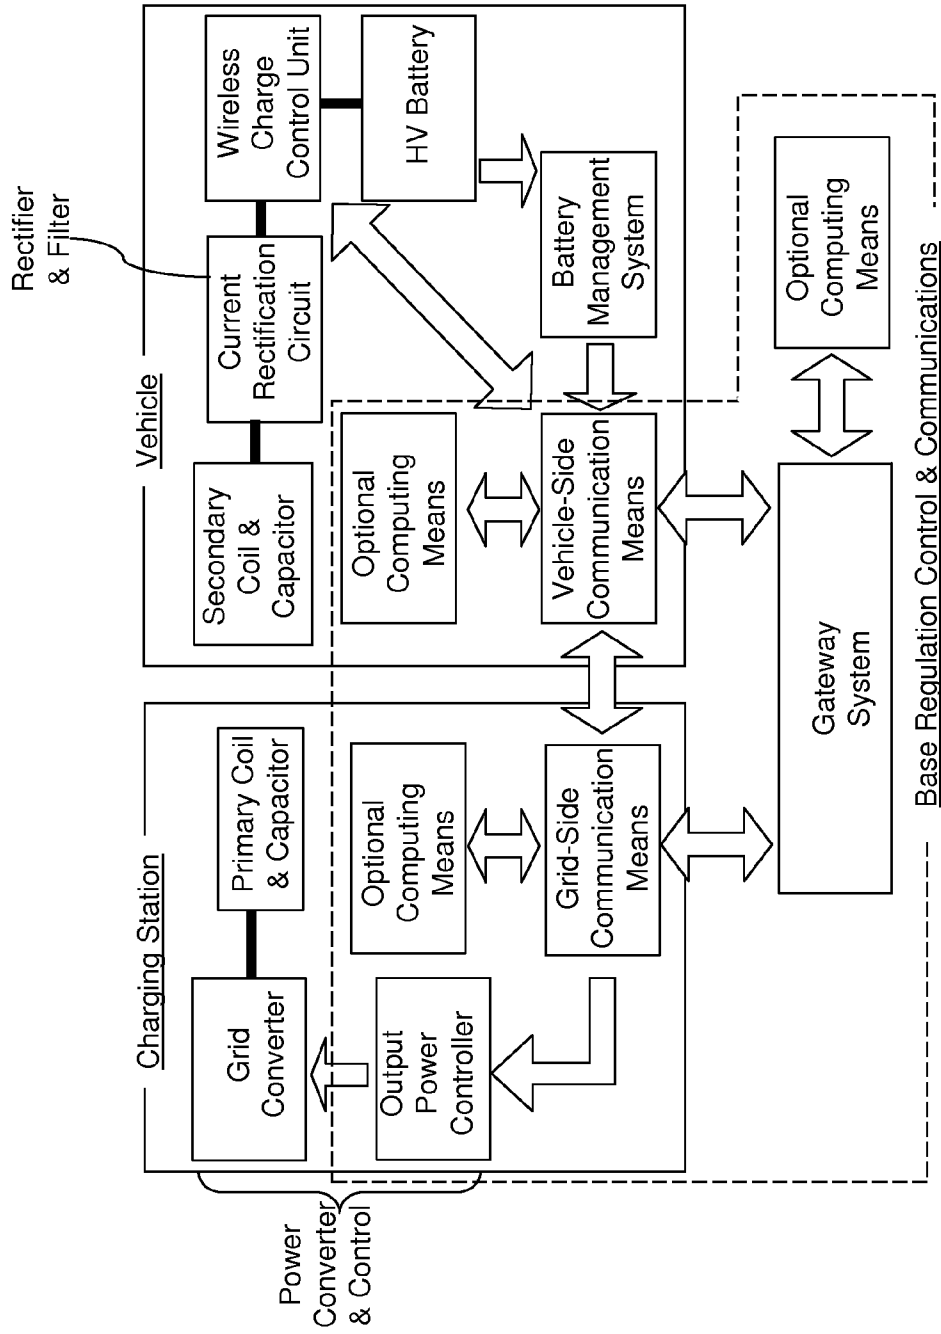 Charging Station
Vehicle
Rectifier
& Filter
Power
Converter
& Control
Grid
Converter
Primary Coil
& Capacitor
Secondary
Coil &
Capacitor
Current
Rectification
Circuit
Wireless
Charge
Control Unit
Output
Power
Controller
Optional
Computing
Means
Optional
Computing
Means
HV Battery
Grid-Side
Communication
Means
Vehicle-Side
Communication
Means
Battery
Management
System
Gateway
System
Optional
Computing
Means
Base Regulation Control & Communications